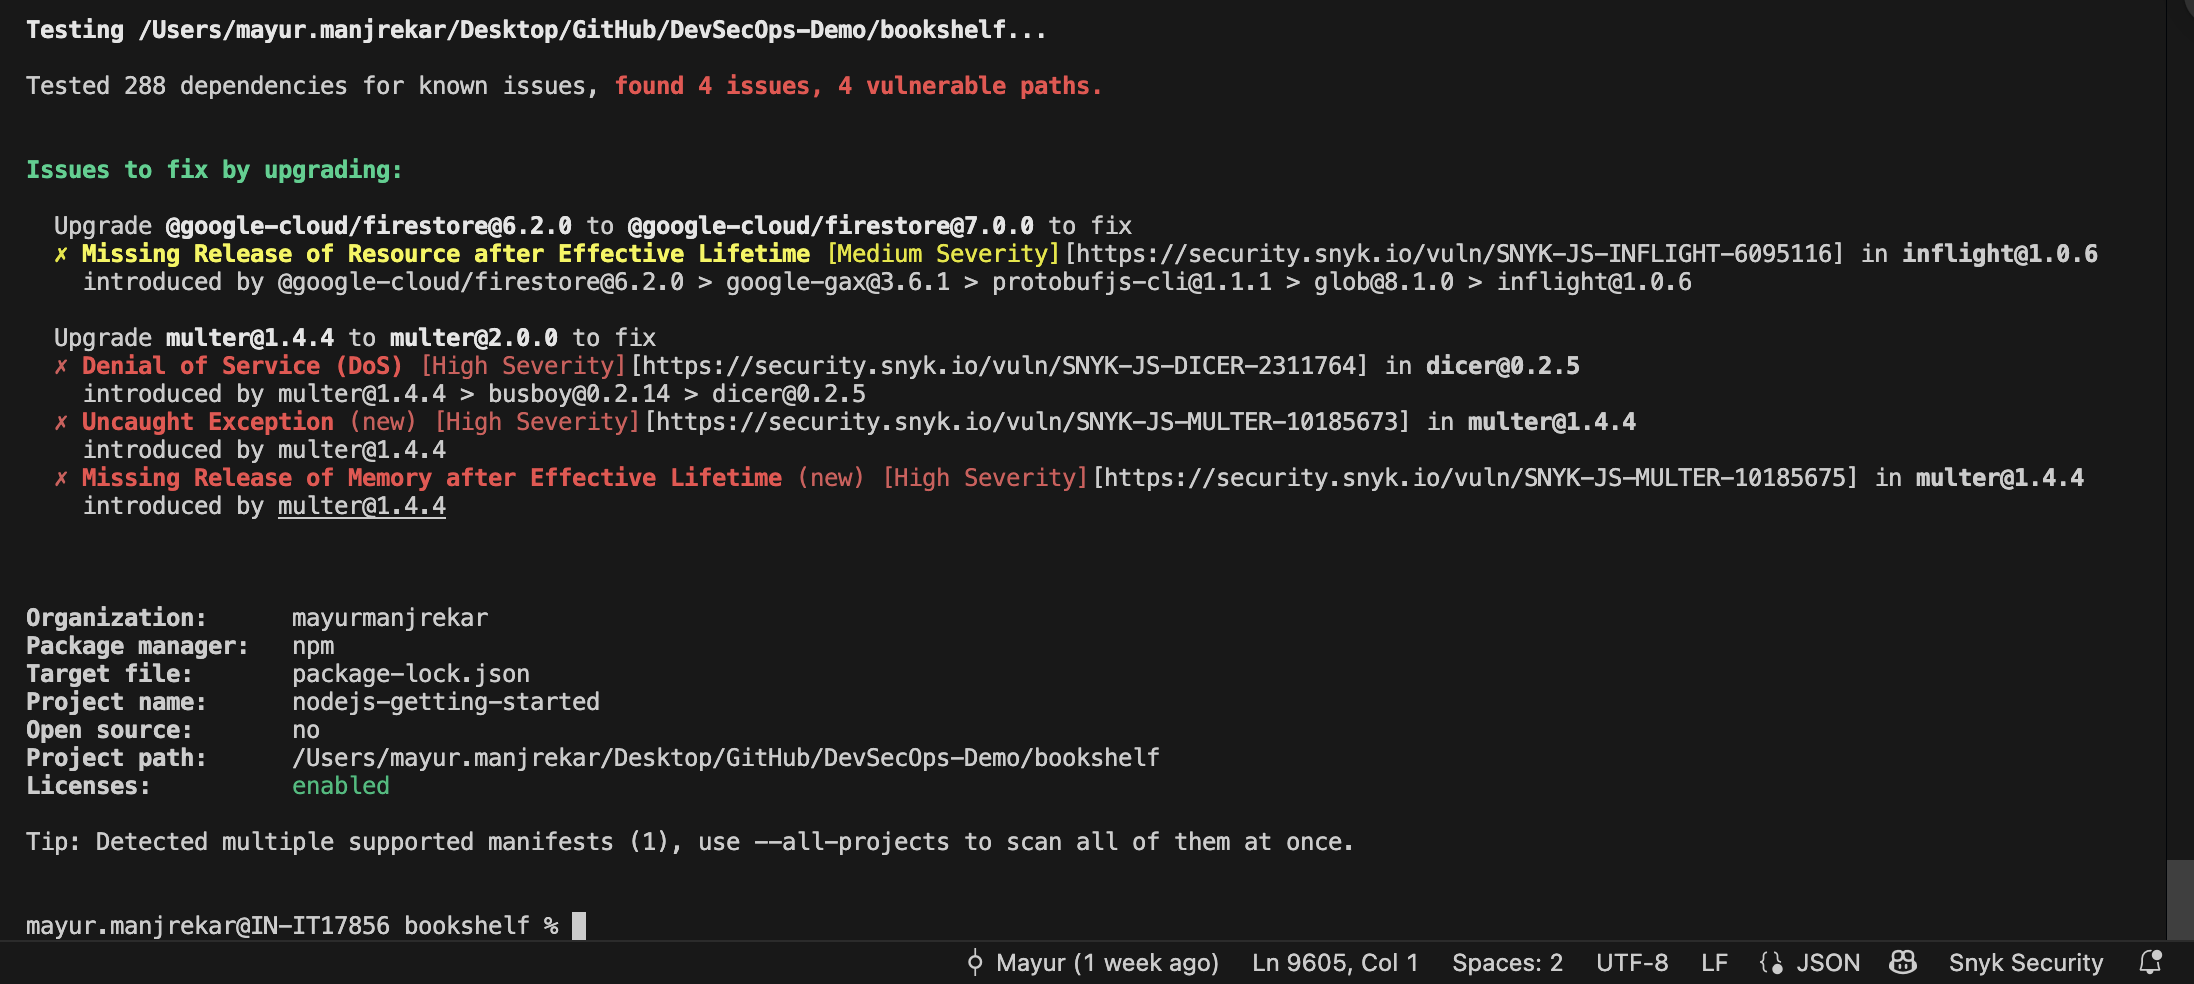 Testing /Users/mayur.manjrekar/Desktop/GitHub/DevSecOps-Demo/bookshelf...
Tested 288 dependencies for known issues, found 4 issues, 4 vulnerable paths.
Issues to fix by upgrading:
Upgrade @google-cloud/firestore@6.2.0 to @google-cloud/firestore@7.0.0 to fix
✗ Missing Release of Resource after Effective Lifetime [Medium Severity][https://security.snyk.io/vuln/SNYK-JS-INFLIGHT-6095116] in inflight@1.0.6
introduced by @google-cloud/firestore@6.2.0 > google-gax@3.6.1 > protobufjs-cli@1.1.1 > glob@8.1.0 > inflight@1.0.6
Upgrade multer@1.4.4 to multer@2.0.0 to fix
✗ Denial of Service (DoS) [High Severity][https://security.snyk.io/vuln/SNYK-JS-DICER-2311764] in dicer@0.2.5
introduced by multer@1.4.4 > busboy@0.2.14 > dicer@0.2.5
✗ Uncaught Exception (new) [High Severity][https://security.snyk.io/vuln/SNYK-JS-MULTER-10185673] in multer@1.4.4
introduced by multer@1.4.4
✗ Missing Release of Memory after Effective Lifetime (new) [High Severity][https://security.snyk.io/vuln/SNYK-JS-MULTER-10185675] in multer@1.4.4
introduced by multer@1.4.4
Organization: mayurmanjrekar
Package manager: npm
Target file: package-lock.json
Project name: nodejs-getting-started
Open source: no
Project path: /Users/mayur.manjrekar/Desktop/GitHub/DevSecOps-Demo/bookshelf
Licenses: enabled
Tip: Detected multiple supported manifests (1), use --all-projects to scan all of them at once.
mayur.manjrekar@IN-IT17856 bookshelf %
Mayur (1 week ago) Ln 9605, Col 1 Spaces: 2 UTF-8 LF JSON Snyk Security